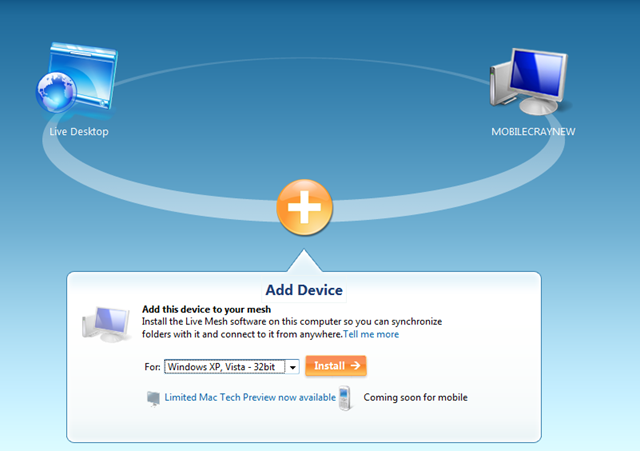 Live Desktop
MOBILECRAYNEW
Add Device
Add this device to your mesh
Install the Live Mesh software on this computer so you can synchronize
folders with it and connect to it from anywhere.Tell me more
For: Windows XP, Vista - 32bit Install
Limited Mac Tech Preview now available Coming soon for mobile